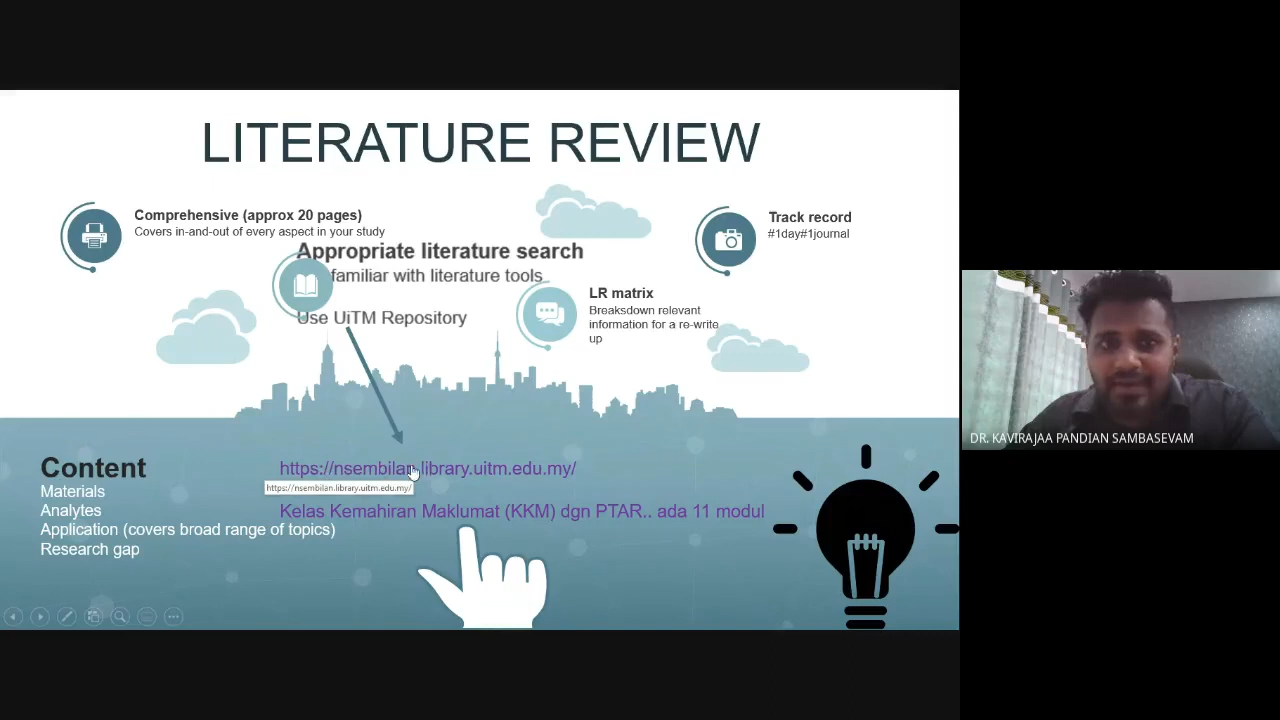 LITERATURE REVIEW
Comprehensive (approx 20 pages)
Covers in-and-out of every aspect in your study
Appropriate literature search
familiar with literature tools
Use UiTM Repository
LR matrix
Breaksdown relevant
information for a re-write
up
Track record
#1day#1journal
Content
Materials
Analytes
Application (covers broad range of topics)
Research gap
https://nsembilan.library.uitm.edu.my/
https://nsembilan.library.uitm.edu.my/
Kelas Kemahiran Maklumat (KKM) dgn PTAR.. ada 11 modul
DR. KAVIRAJAA PANDIAN SAMBASEVAM